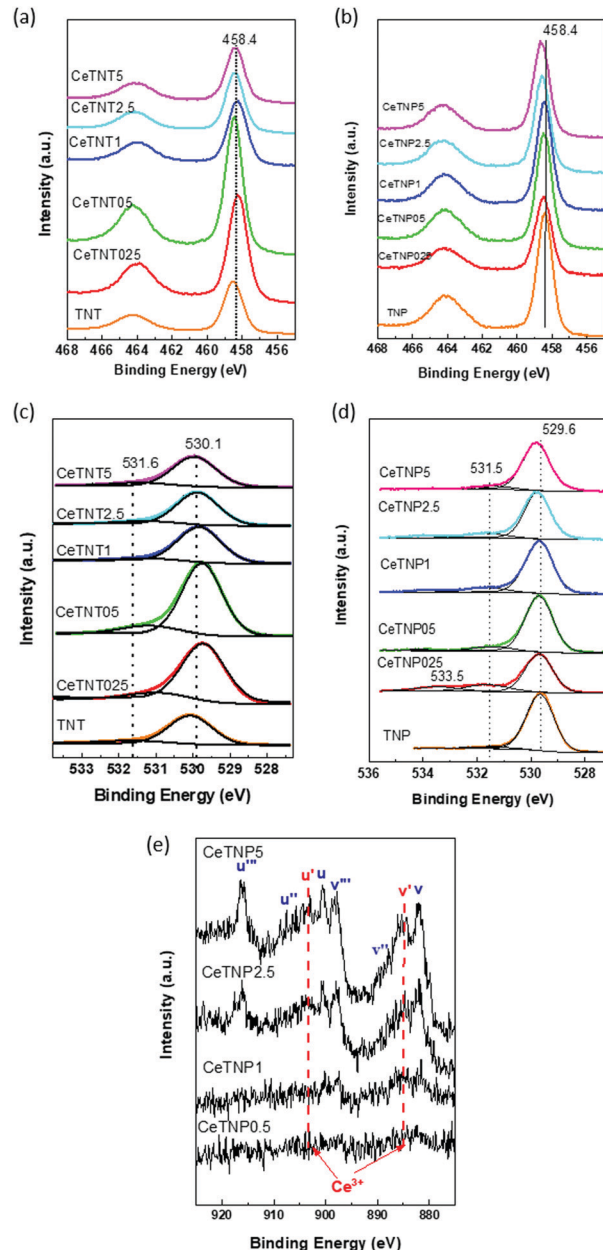 (a)
458.4
CeTNT5
CeTNT2.5
CeTNT1
CeTNT05
CeTNT025
TNT
Intensity (a.u.)
468 466 464 462 460 458 456
Binding Energy (eV)
(b)
458.4
CeTNP5
CeTNP2.5
CeTNP1
CeTNP05
CeTNP025
TNP
Intensity (a.u.)
468 466 464 462 460 458 456
Binding Energy (eV)
(c)
531.6
530.1
CeTNT5
CeTNT2.5
CeTNT1
CeTNT05
CeTNT025
TNT
Intensity (a.u.)
533 532 531 530 529 528
Binding Energy (eV)
(d)
529.6
531.5
CeTNP5
CeTNP2.5
CeTNP1
CeTNP05
CeTNP025
533.5
TNP
Intensity (a.u.)
536 534 532 530 528
Binding Energy (eV)
(e)
CeTNP5
u'''
u''
u'
u
v'''
v''
v'
v
CeTNP2.5
CeTNP1
CeTNP0.5
Ce³⁺
Intensity (a.u.)
920 910 900 890 880
Binding Energy (eV)